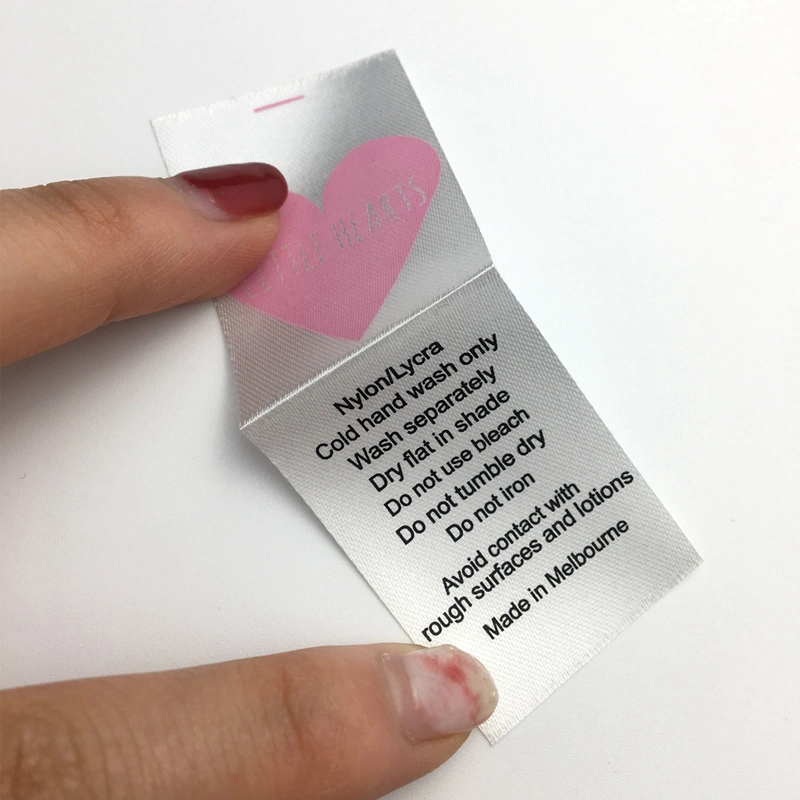 HEARTS
Nylon/Lycra
Cold hand wash only
Wash separately
Dry flat in shade
Do not use bleach
Do not tumble dry
Do not iron
Avoid contact with
rough surfaces and lotions
Made in Melbourne